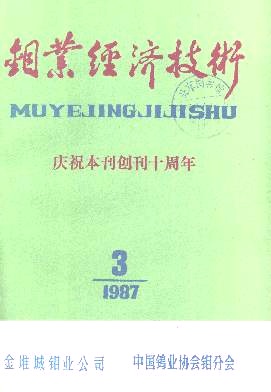 钼業經济技術
MUYEJINGJIJISHU
庆祝本刊创刊十周年
3
1987
金堆城钼业公司 中国钨业协会钼分会